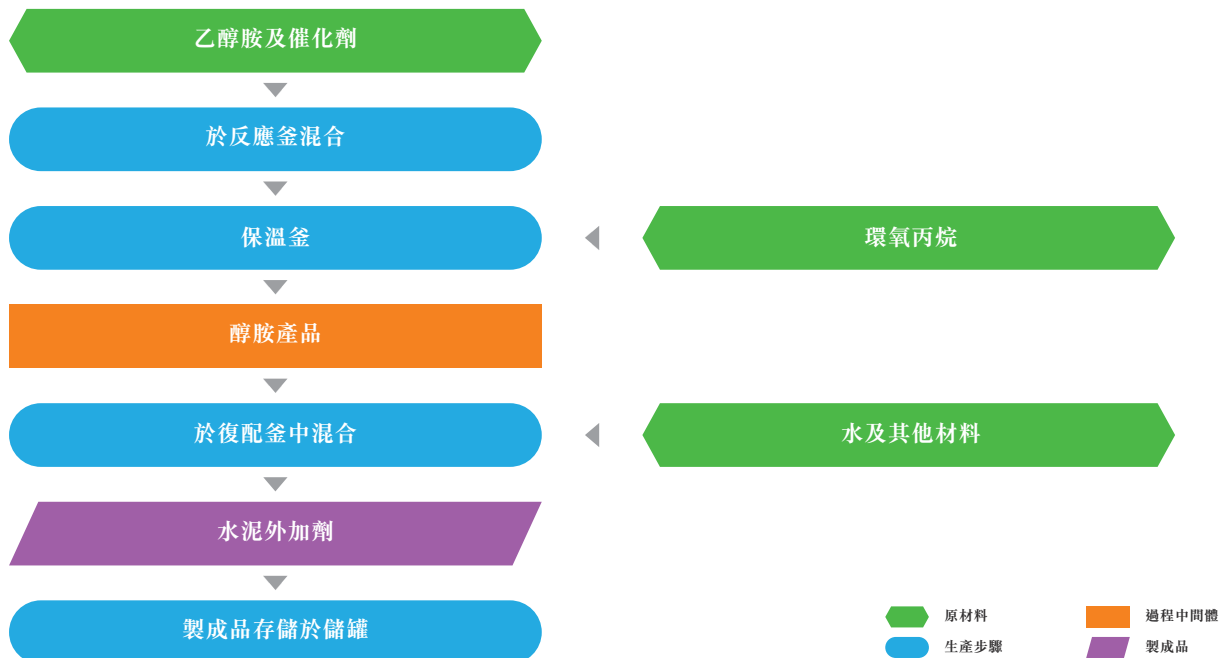 乙醇胺及催化劑
於反應釜混合
保溫釜
環氧丙烷
醇胺產品
於復配釜中混合
水及其他材料
水泥外加劑
製成品存儲於儲罐
原材料
過程中間體
生產步驟
製成品